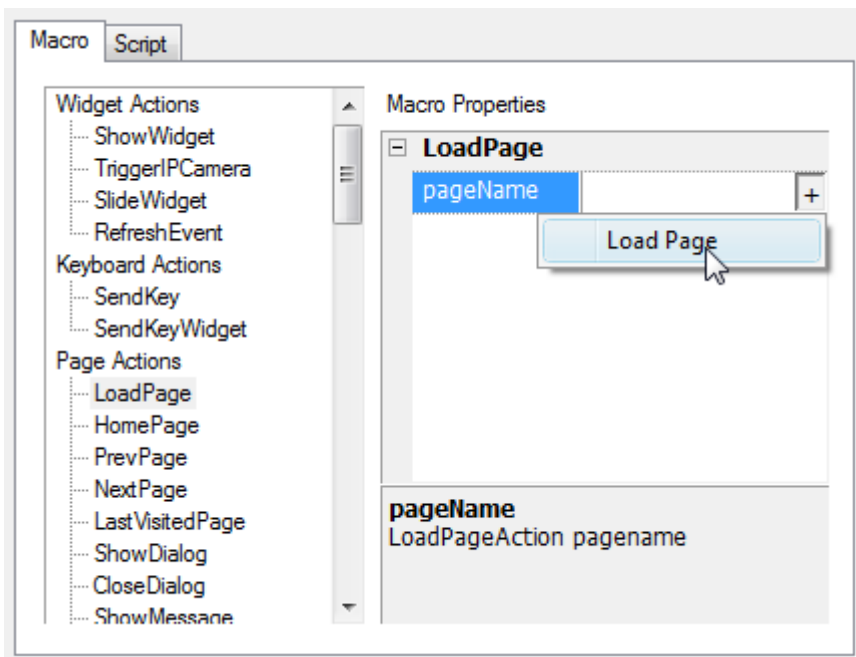 Macro Script
Widget Actions
ShowWidget
TriggerIPCamera
SlideWidget
RefreshEvent
Keyboard Actions
SendKey
SendKeyWidget
Page Actions
LoadPage
HomePage
PrevPage
NextPage
LastVisitedPage
ShowDialog
CloseDialog
ShowMessage
Macro Properties
LoadPage
pageName
+
Load Page
pageName
LoadPageAction pagename